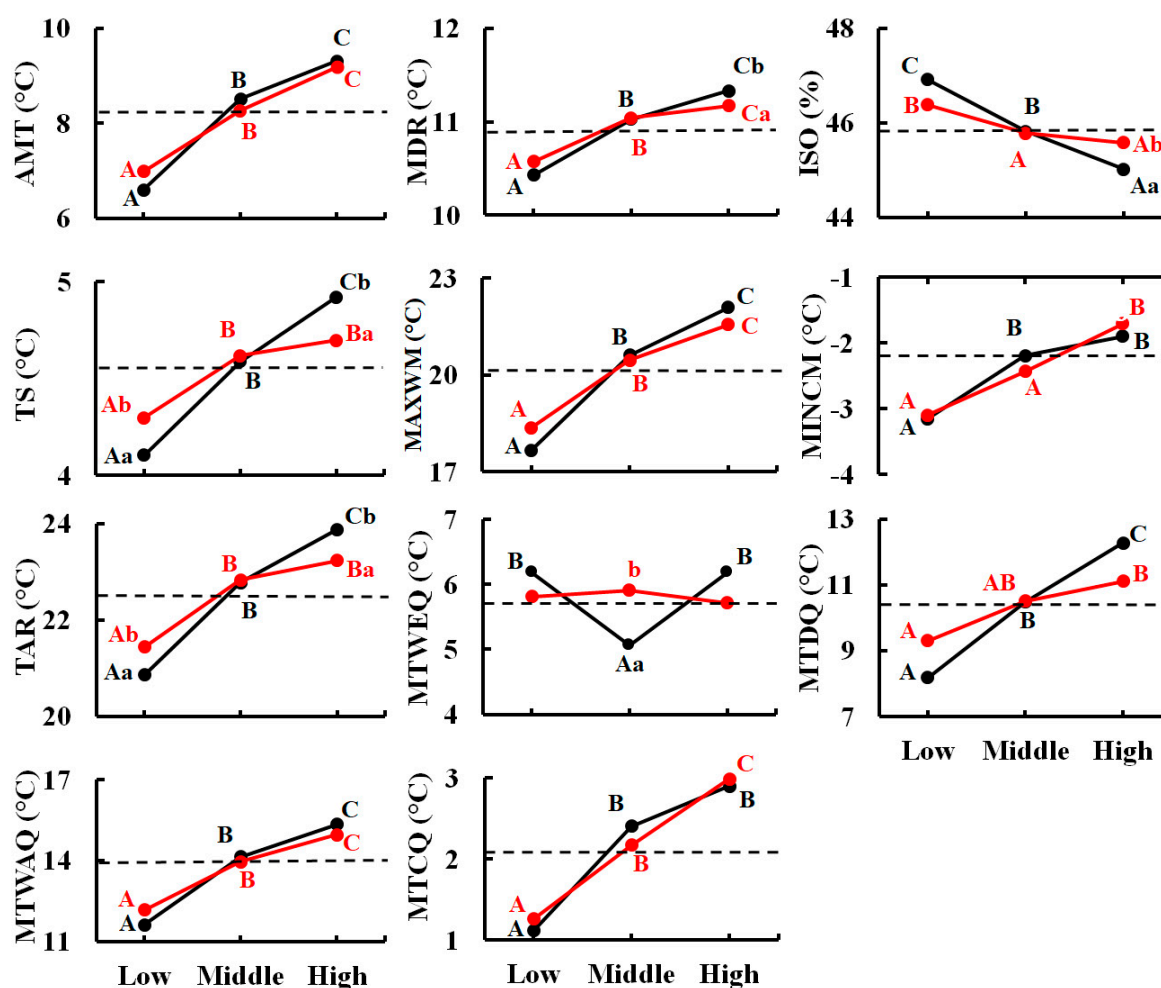 AMT (°C)
10
8
6
A
A
B
B
C
C
MDR (°C)
12
11
10
A
A
B
B
Cb
Ca
ISO (%)
48
46
44
C
B
B
A
Ab
Aa
TS (°C)
5
4
Ab
Aa
B
B
Cb
Ba
MAXWM (°C)
23
20
17
A
A
B
B
C
C
MINCM (°C)
-1
-2
-3
-4
A
A
B
A
B
B
TAR (°C)
24
22
20
Ab
Aa
B
B
Cb
Ba
MTWEQ (°C)
7
6
5
4
B
b
Aa
B
MTDQ (°C)
13
11
9
7
A
A
AB
B
C
B
Low Middle High
MTWAQ (°C)
17
14
11
A
A
B
B
C
C
Low Middle High
MTCQ (°C)
3
2
1
A
A
B
B
C
B
Low Middle High